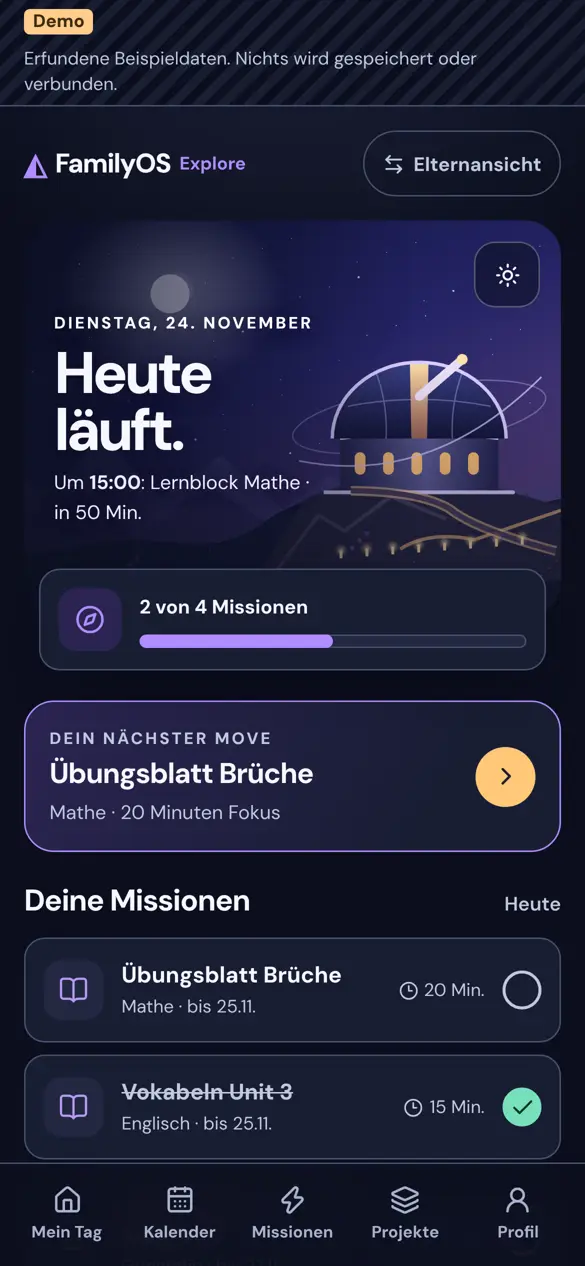 Demo
Erfundene Beispieldaten. Nichts wird gespeichert oder
verbunden.
FamilyOS Explore
Elternansicht
DIENSTAG, 24. NOVEMBER
Heute
läuft.
Um 15:00: Lernblock Mathe ·
in 50 Min.
2 von 4 Missionen
DEIN NÄCHSTER MOVE
Übungsblatt Brüche
Mathe · 20 Minuten Fokus
Deine Missionen
Heute
Übungsblatt Brüche
Mathe · bis 25.11.
20 Min.
Vokabeln Unit 3
Englisch · bis 25.11.
15 Min.
Mein Tag
Kalender
Missionen
Projekte
Profil